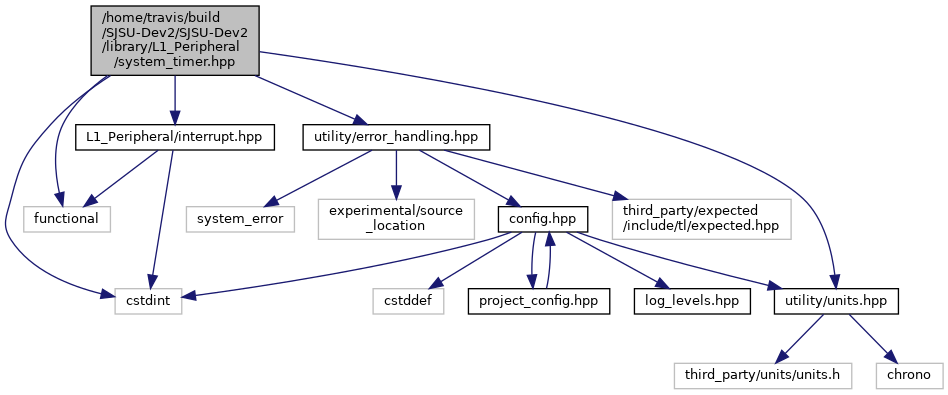 /home/travis/build
/SJSU-Dev2/SJSU-Dev2
/library/L1_Peripheral
/system_timer.hpp
L1_Peripheral/interrupt.hpp
utility/error_handling.hpp
functional
system_error
experimental/source
_location
config.hpp
third_party/expected
/include/tl/expected.hpp
cstdint
cstddef
project_config.hpp
log_levels.hpp
utility/units.hpp
third_party/units/units.h
chrono